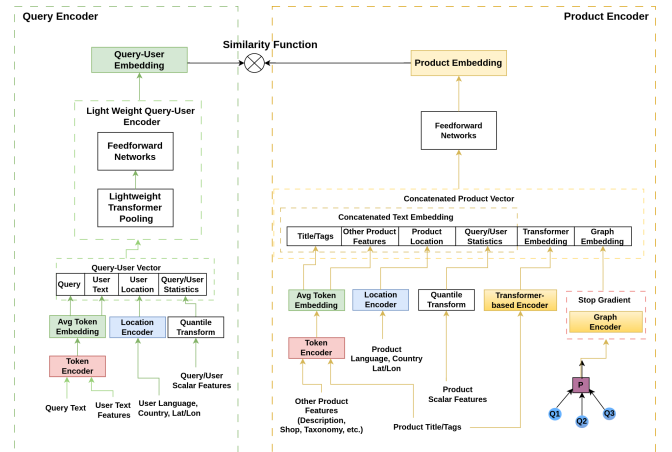 Query Encoder
Product Encoder
Similarity Function
Query-User
Embedding
Product Embedding
Light Weight Query-User
Encoder
Feedforward
Networks
Lightweight
Transformer
Pooling
Feedforward
Networks
Concatenated Product Vector
Concatenated Text Embedding
Title/Tags
Other Product
Features
Product
Location
Query/User
Statistics
Transformer
Embedding
Graph
Embedding
Query-User Vector
Query
User
Text
User
Location
Query/User
Statistics
Avg Token
Embedding
Location
Encoder
Quantile
Transform
Token
Encoder
Query/User
Scalar Features
Query Text
User Text
Features
User Language,
Country, Lat/Lon
Avg Token
Embedding
Location
Encoder
Quantile
Transform
Transformer-
based Encoder
Stop Gradient
Graph
Encoder
Token
Encoder
Product
Language, Country
Lat/Lon
Product
Scalar Features
Other Product
Features
(Description,
Shop, Taxonomy, etc.)
Product Title/Tags
P
Q1
Q2
Q3